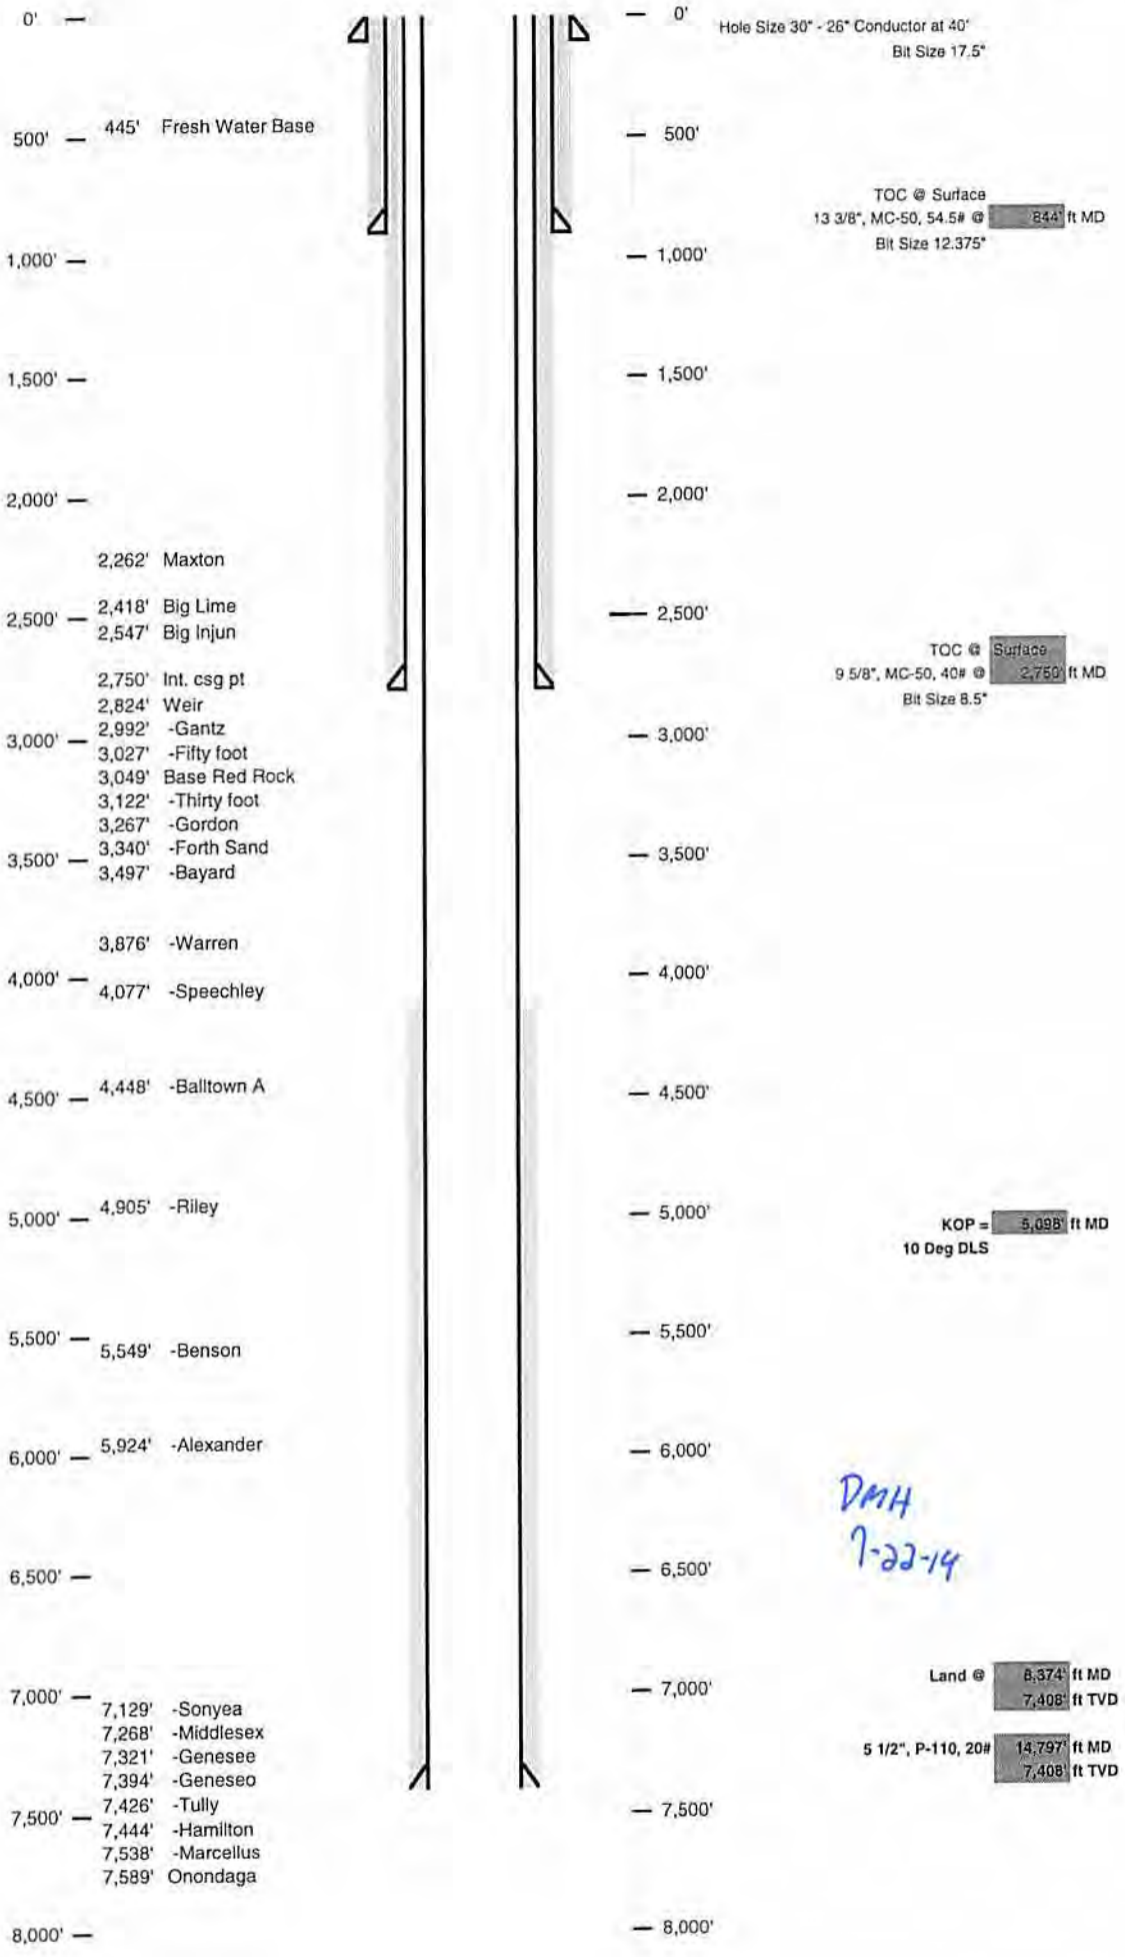 0'
445' Fresh Water Base
500'
1,000'
1,500'
2,000'
2,262' Maxton
2,418' Big Lime
2,500'
2,547' Big Injun
2,750' Int. csg pt
2,824' Weir
2,992' -Gantz
3,000'
3,027' -Fifty foot
3,049' Base Red Rock
3,122' -Thirty foot
3,267' -Gordon
3,340' -Forth Sand
3,500'
3,497' -Bayard
3,876' -Warren
4,000'
4,077' -Speechley
4,448' -Balltown A
4,500'
4,905' -Riley
5,000'
5,500'
5,549' -Benson
5,924' -Alexander
6,000'
6,500'
7,000'
7,129' -Sonyea
7,268' -Middlesex
7,321' -Genesee
7,394' -Geneseo
7,426' -Tully
7,500'
7,444' -Hamilton
7,538' -Marcellus
7,589' Onondaga
8,000'
0'
500'
1,000'
1,500'
2,000'
2,500'
3,000'
3,500'
4,000'
4,500'
5,000'
5,500'
6,000'
6,500'
7,000'
7,500'
8,000'
Hole Size 30" - 26" Conductor at 40'
Bit Size 17.5"
TOC @ Surface
13 3/8", MC-50, 54.5# @ 844' ft MD
Bit Size 12.375"
TOC @ Surface
9 5/8", MC-50, 40# @ 2,750' ft MD
Bit Size 8.5"
KOP = 5,098' ft MD
10 Deg DLS
DMH
7-22-14
Land @ 8,374' ft MD
7,408' ft TVD
5 1/2", P-110, 20# 14,797' ft MD
7,408' ft TVD